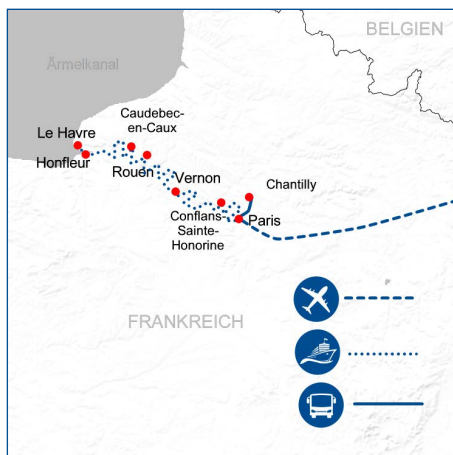 BELGIEN
Ärmelkanal
Caudebec-
en-Caux
Le Havre
Honfleur
Rouen
Vernon
Chantilly
Conflans-
Sainte-
Honorine
Paris
FRANKREICH